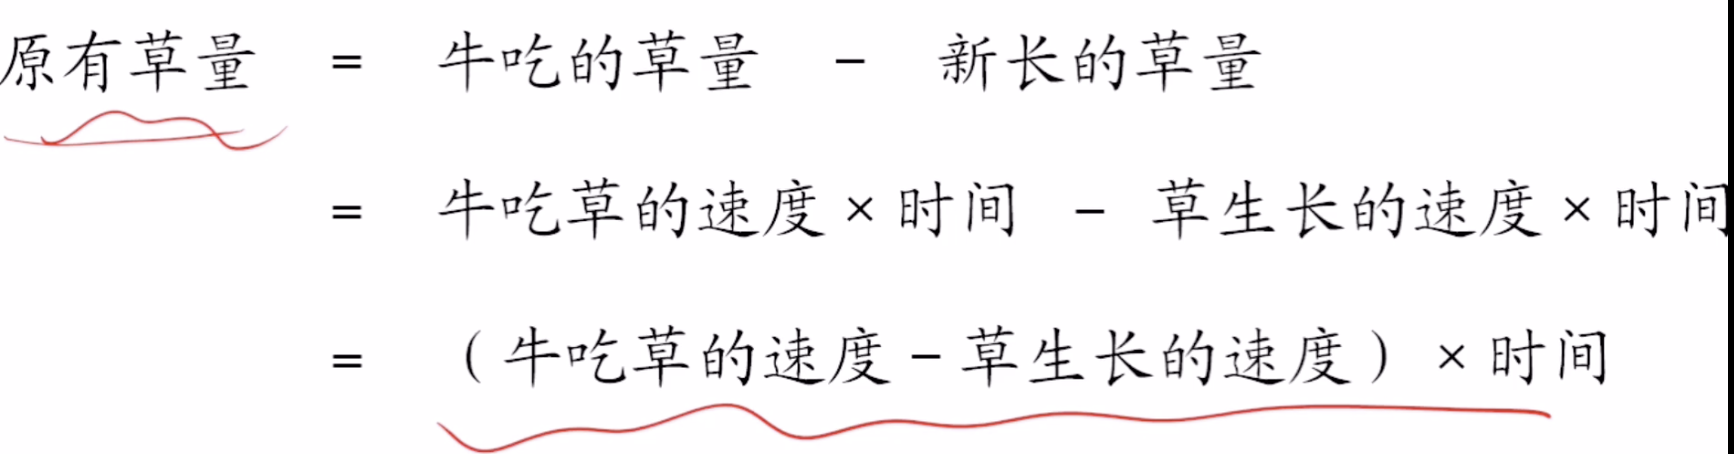 原有草量 = 牛吃的草量 − 新长的草量
= 牛吃草的速度×时间 − 草生长的速度×时间
= （牛吃草的速度−草生长的速度）×时间